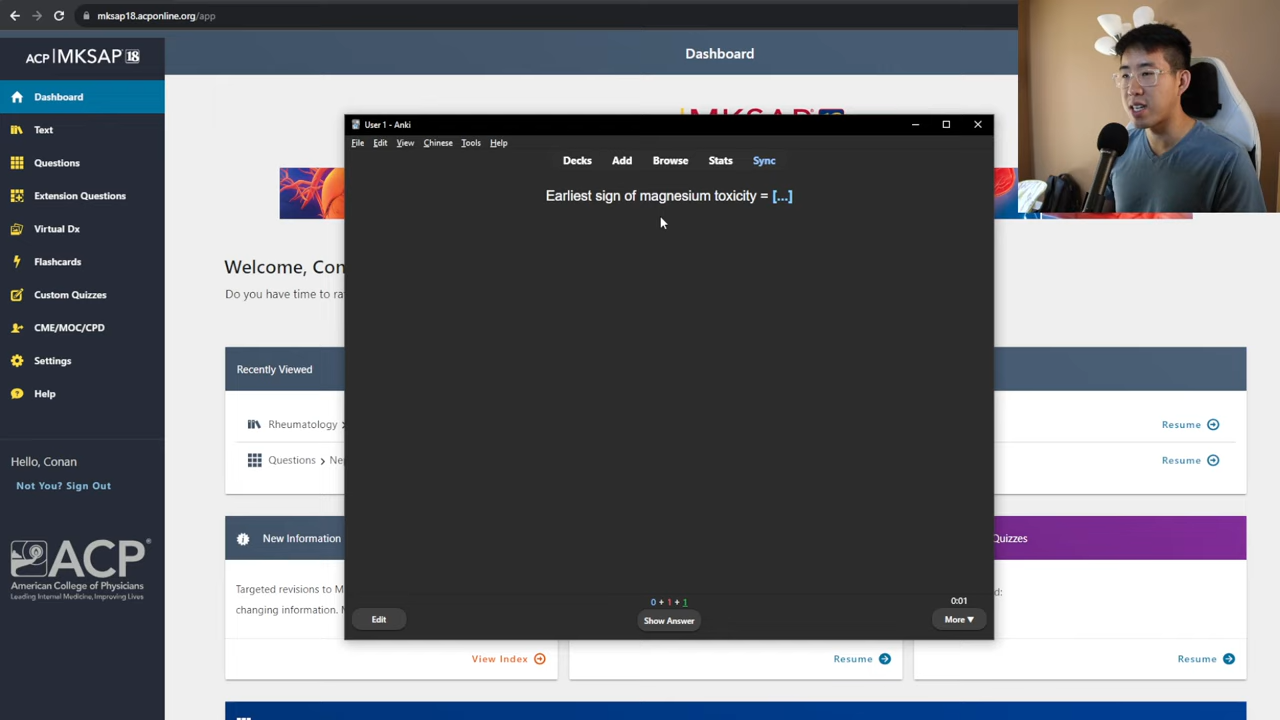 mksap18.acponline.org/app
ACP MKSAP 18
Dashboard
Dashboard
Text
Questions
Extension Questions
Virtual Dx
Flashcards
Custom Quizzes
CME/MOC/CPD
Settings
Help
Hello, Conan
Not You? Sign Out
ACP®
American College of Physicians
Leading Internal Medicine, Improving Lives
Welcome, Con
Do you have time to
Recently Viewed
Rheumatology
Resume
Questions
Resume
New Information
Targeted revisions to
changing information.
View Index
Resume
Quizzes
Resume
User 1 - Anki
File Edit View Chinese Tools Help
Decks Add Browse Stats Sync
Earliest sign of magnesium toxicity = [...]
0 + 1 + 1
0:01
Edit
Show Answer
More ▼